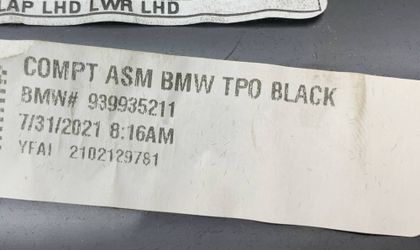 LAP LHD LWR LHD
COMPT ASM BMW TPO BLACK
BMW# 939935211
7/31/2021 8:16AM
YFAI 2102129781